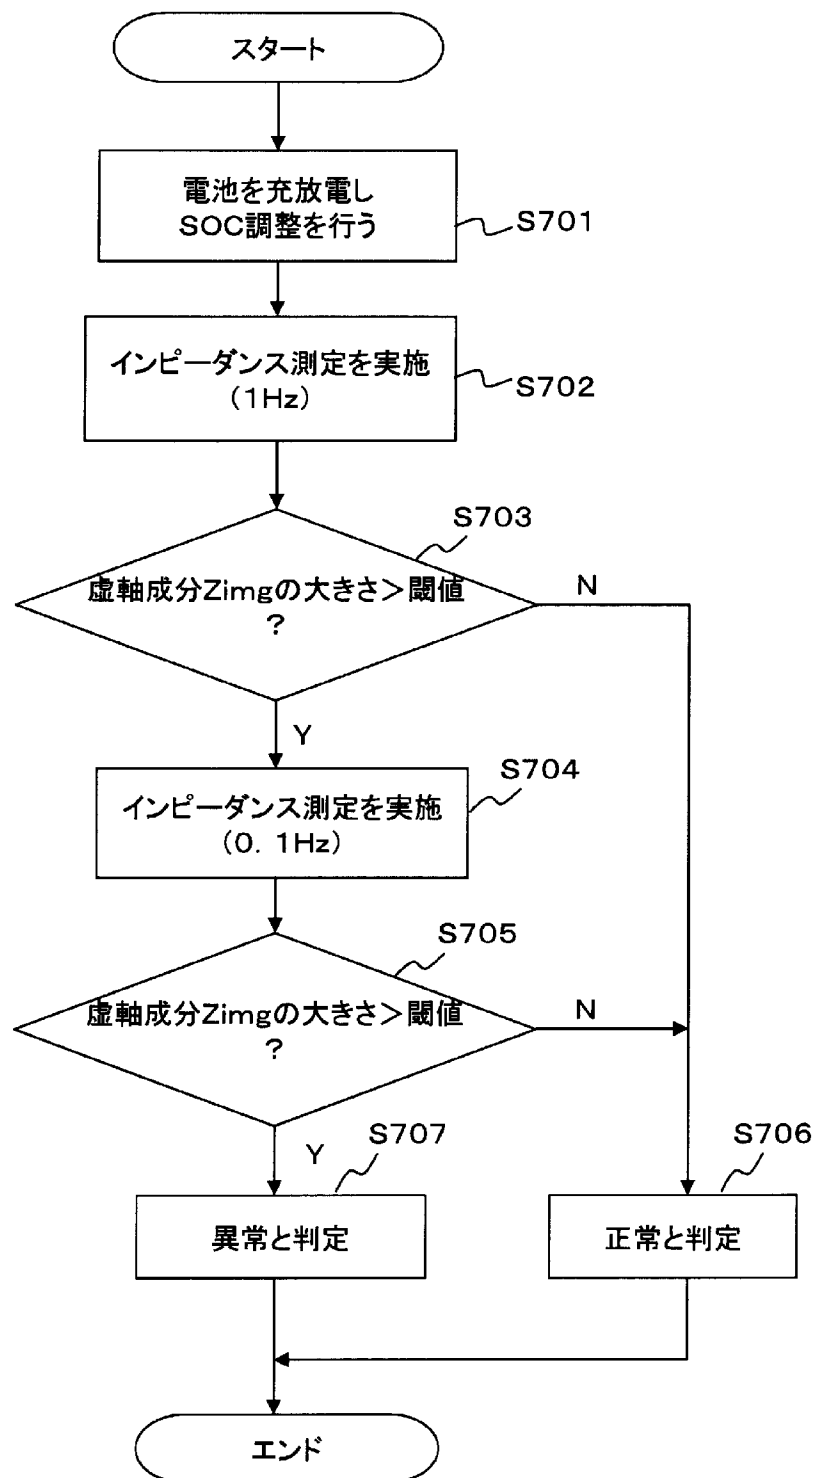 スタート
電池を充放電し
SOC調整を行う
S701
インピーダンス測定を実施
(1Hz)
S702
S703
虚軸成分Zimgの大きさ>閾値
?
N
Y
S704
インピーダンス測定を実施
(0. 1Hz)
S705
虚軸成分Zimgの大きさ>閾値
?
N
Y
S707
異常と判定
S706
正常と判定
エンド